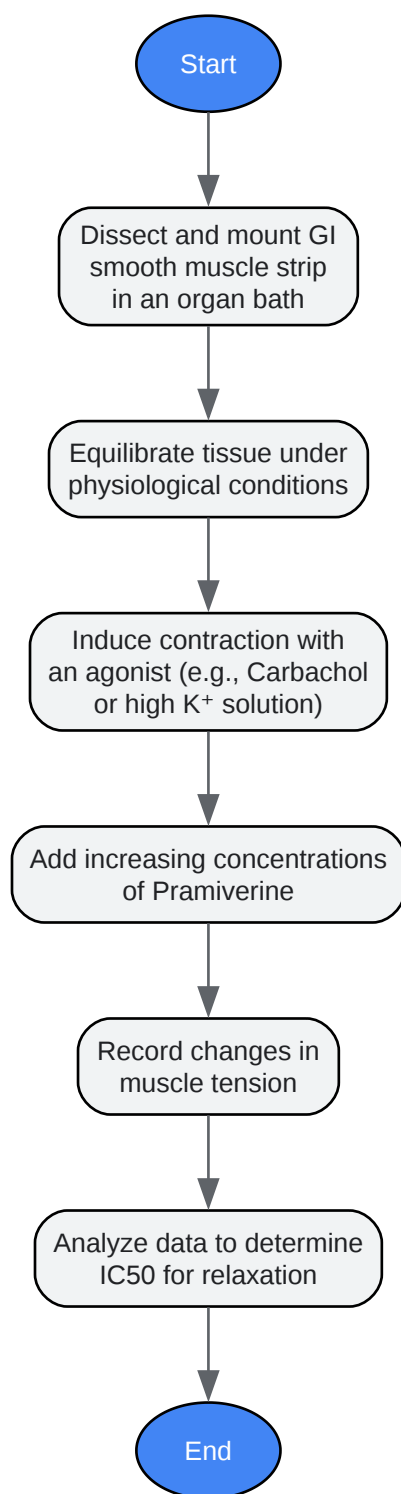 Start
Dissect and mount GI
smooth muscle strip
in an organ bath
Equilibrate tissue under
physiological conditions
Induce contraction with
an agonist (e.g., Carbachol
or high K⁺ solution)
Add increasing concentrations
of Pramiverine
Record changes in
muscle tension
Analyze data to determine
IC50 for relaxation
End